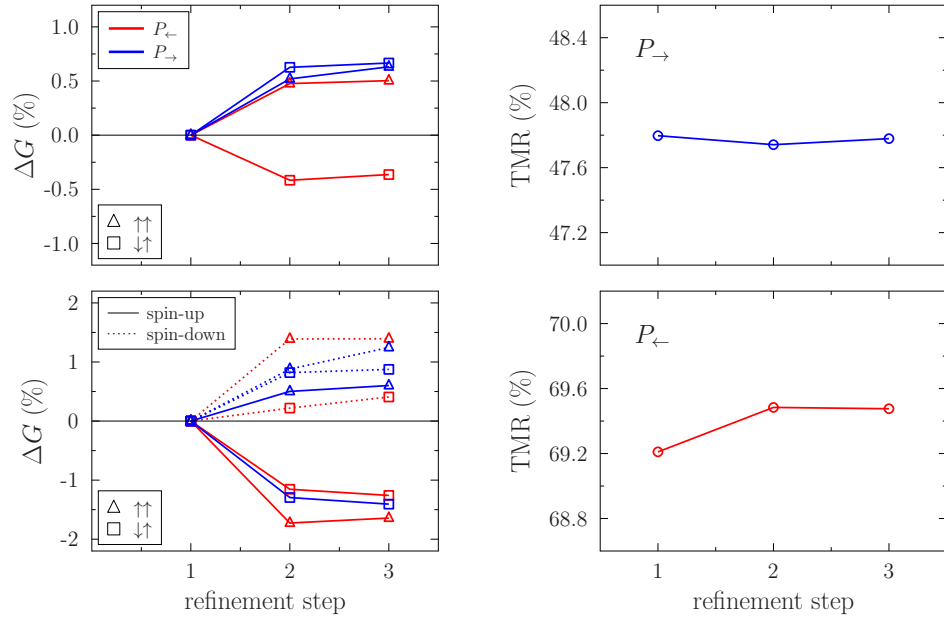 1.0
0.5
0.0
-0.5
-1.0
ΔG (%)
P←
P→
↑↑
↓↑
48.4
48.0
47.6
47.2
TMR (%)
P→
2
1
0
-1
-2
ΔG (%)
spin-up
spin-down
↑↑
↓↑
1 2 3
refinement step
70.0
69.6
69.2
68.8
TMR (%)
P←
1 2 3
refinement step